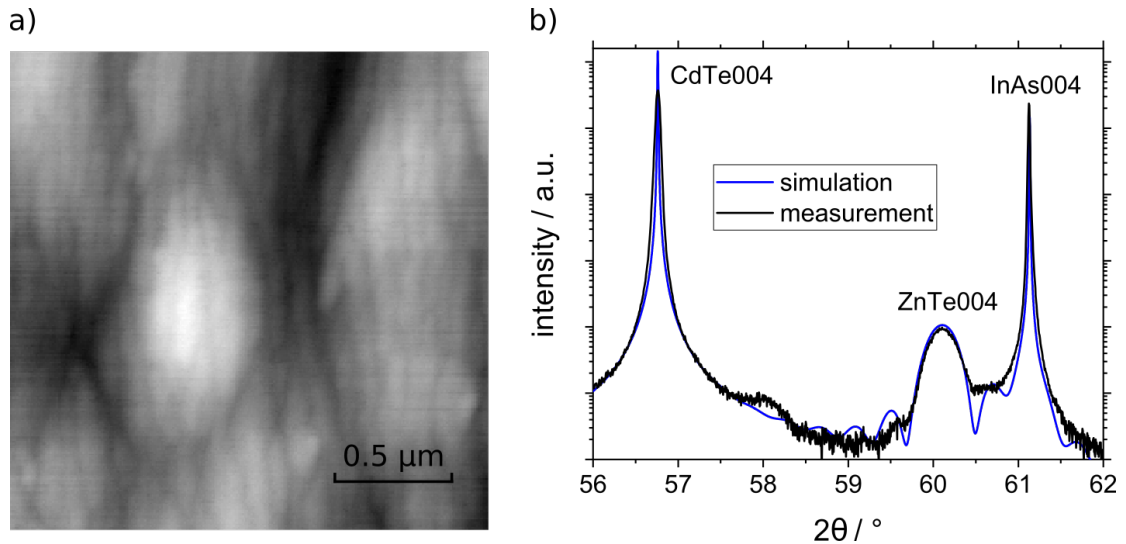 a)
0.5 μm
b)
CdTe004
InAs004
simulation
measurement
ZnTe004
intensity / a.u.
56 57 58 59 60 61 62
2θ / °